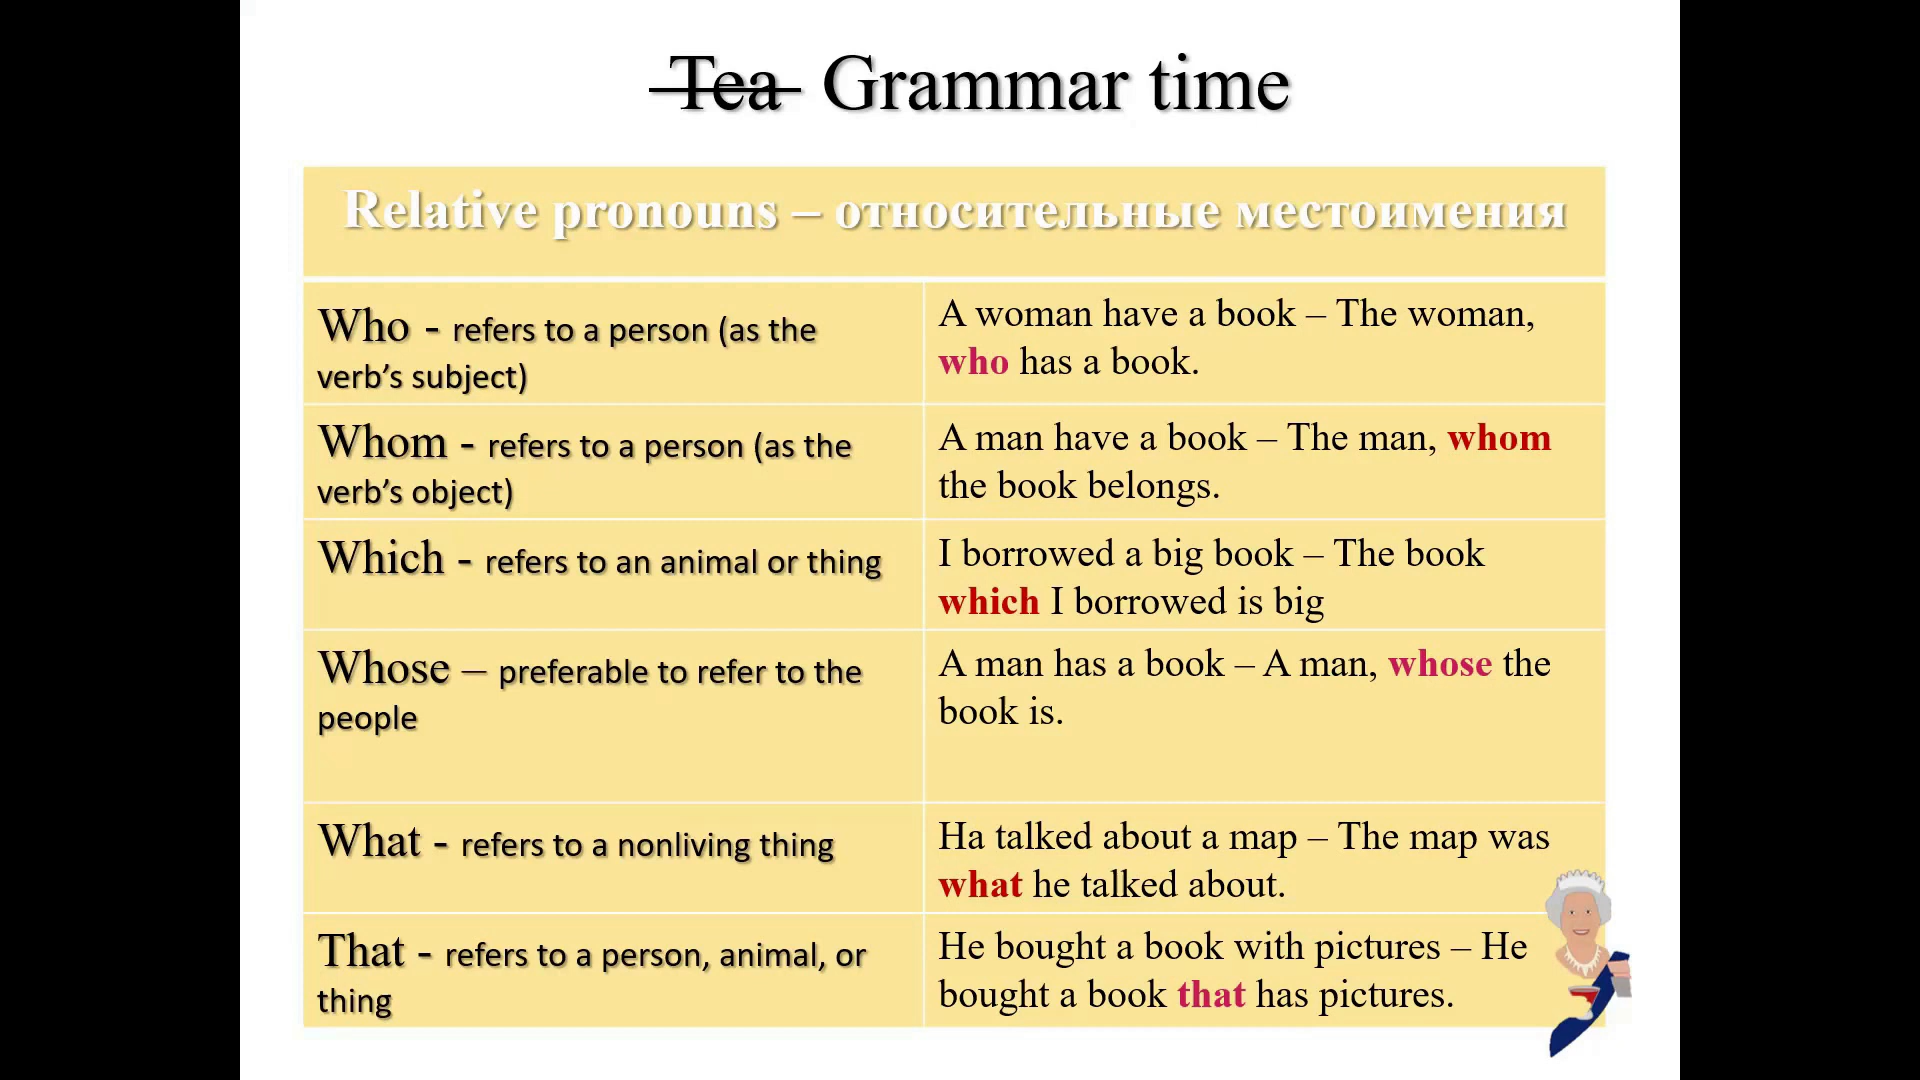 Tea Grammar time
Relative pronouns – относительные местоимения
Who - refers to a person (as the
verb’s subject)
A woman have a book – The woman,
who has a book.
Whom - refers to a person (as the
verb’s object)
A man have a book – The man, whom
the book belongs.
Which - refers to an animal or thing
I borrowed a big book – The book
which I borrowed is big
Whose – preferable to refer to the
people
A man has a book – A man, whose the
book is.
What - refers to a nonliving thing
Ha talked about a map – The map was
what he talked about.
That - refers to a person, animal, or
thing
He bought a book with pictures – He
bought a book that has pictures.